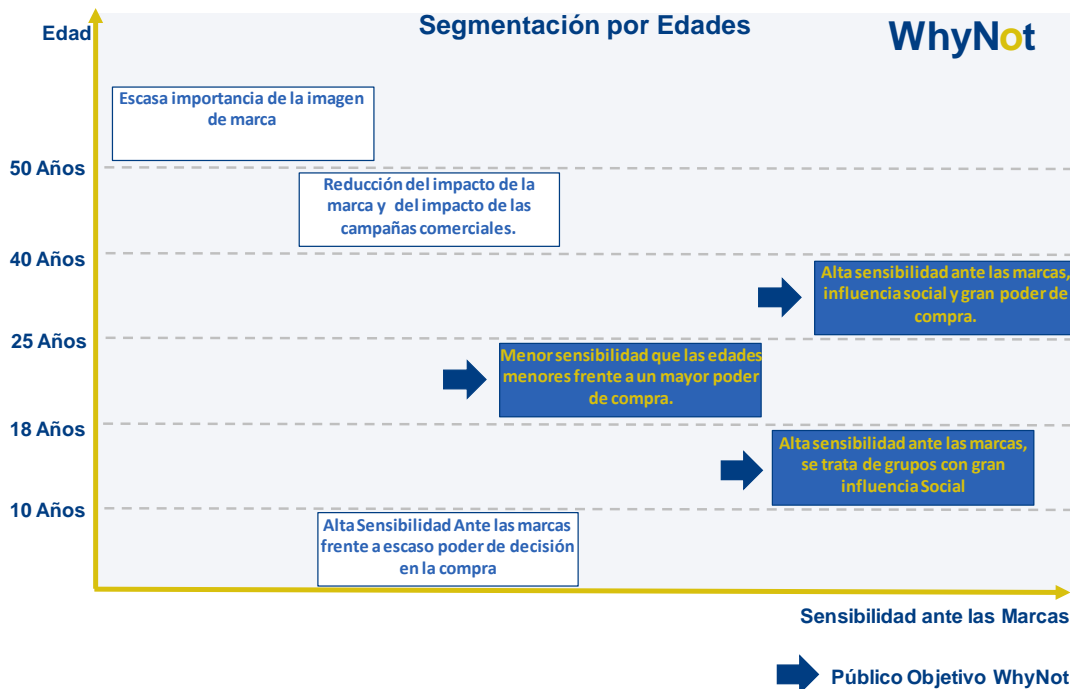 Segmentación por Edades
WhyNot
Edad
Escasa importancia de la imagen
de marca
50 Años
Reducción del impacto de la
marca y del impacto de las
campañas comerciales.
40 Años
Alta sensibilidad ante las marcas,
influencia social y gran poder de
compra.
25 Años
Menor sensibilidad que las edades
menores frente a un mayor poder
de compra.
18 Años
Alta sensibilidad ante las marcas,
se trata de grupos con gran
influencia Social
10 Años
Alta Sensibilidad Ante las marcas
frente a escaso poder de decisión
en la compra
Sensibilidad ante las Marcas
Público Objetivo WhyNot